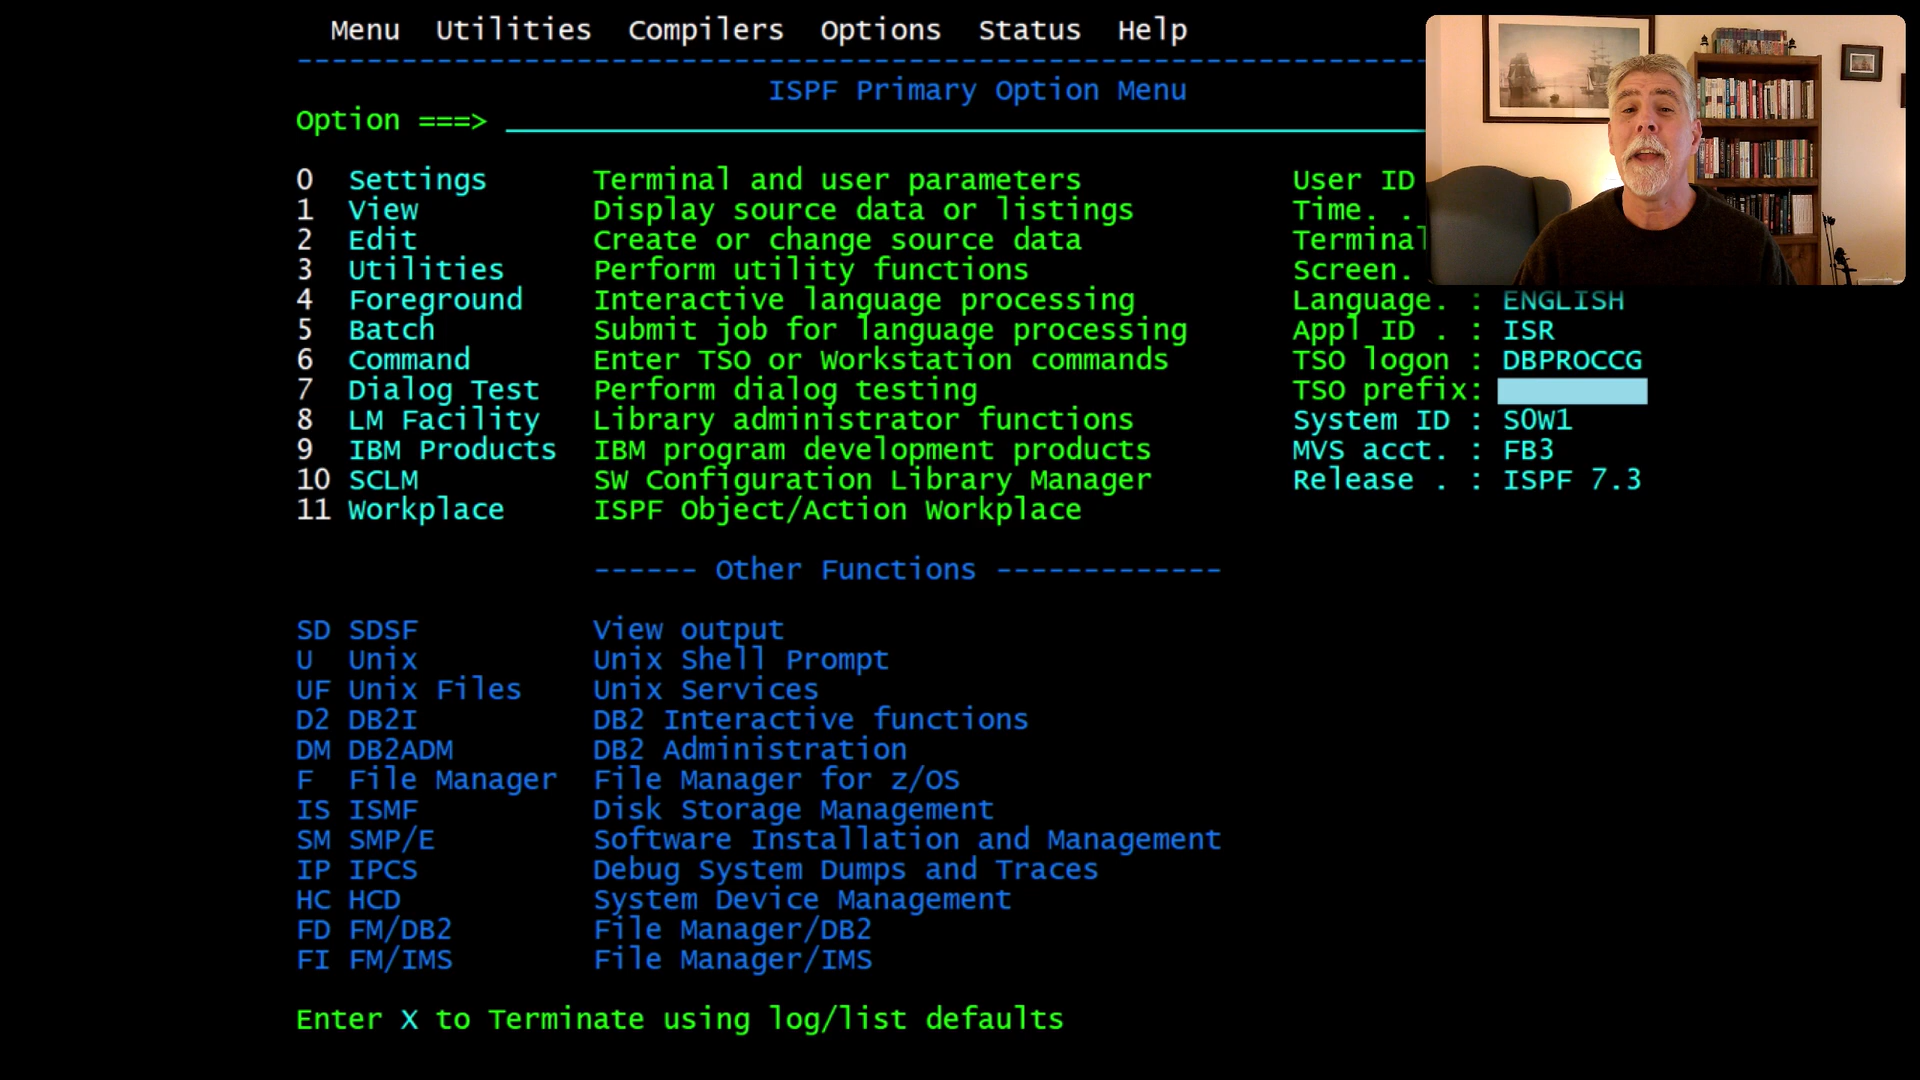 Menu  Utilities  Compilers  Options  Status  Help
ISPF Primary Option Menu
Option ===>
0  Settings  Terminal and user parameters  User ID
1  View  Display source data or listings  Time. .
2  Edit  Create or change source data  Terminal
3  Utilities  Perform utility functions  Screen.
4  Foreground  Interactive language processing  Language. : ENGLISH
5  Batch  Submit job for language processing  Appl ID . : ISR
6  Command  Enter TSO or Workstation commands  TSO logon : DBPROCCG
7  Dialog Test  Perform dialog testing  TSO prefix:
8  LM Facility  Library administrator functions  System ID : S0W1
9  IBM Products  IBM program development products  MVS acct. : FB3
10 SCLM  SW Configuration Library Manager  Release . : ISPF 7.3
11 Workplace  ISPF Object/Action Workplace
------ Other Functions -------------
SD SDSF  View output
U  Unix  Unix Shell Prompt
UF Unix Files  Unix Services
D2 DB2I  DB2 Interactive functions
DM DB2ADM  DB2 Administration
F  File Manager  File Manager for z/OS
IS ISMF  Disk Storage Management
SM SMP/E  Software Installation and Management
IP IPCS  Debug System Dumps and Traces
HC HCD  System Device Management
FD FM/DB2  File Manager/DB2
FI FM/IMS  File Manager/IMS
Enter X to Terminate using log/list defaults